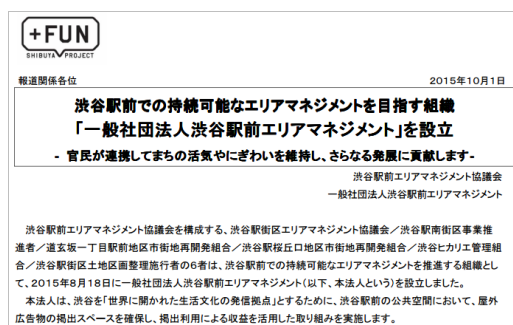 +FUN
SHIBUYA PROJECT
報道関係各位
2015年10月1日
渋谷駅前での持続可能なエリアマネジメントを目指す組織
「一般社団法人渋谷駅前エリアマネジメント」を設立
- 官民が連携してまちの活気やにぎわいを維持し、さらなる発展に貢献します-
渋谷駅前エリアマネジメント協議会
一般社団法人渋谷駅前エリアマネジメント
渋谷駅前エリアマネジメント協議会を構成する、渋谷駅街区エリアマネジメント協議会／渋谷駅南街区事業推
進者／道玄坂一丁目駅前地区市街地再開発組合／渋谷駅桜丘口地区市街地再開発組合／渋谷ヒカリエ管理組
合／渋谷駅街区土地区画整理施行者の6者は、渋谷駅前での持続可能なエリアマネジメントを推進する組織とし
て、2015年8月18日に一般社団法人渋谷駅前エリアマネジメント(以下、本法人という)を設立しました。
本法人は、渋谷を「世界に開かれた生活文化の発信拠点」とするために、渋谷駅前の公共空間において、屋外
広告物の掲出スペースを確保し、掲出利用による収益を活用した取り組みを実施します。